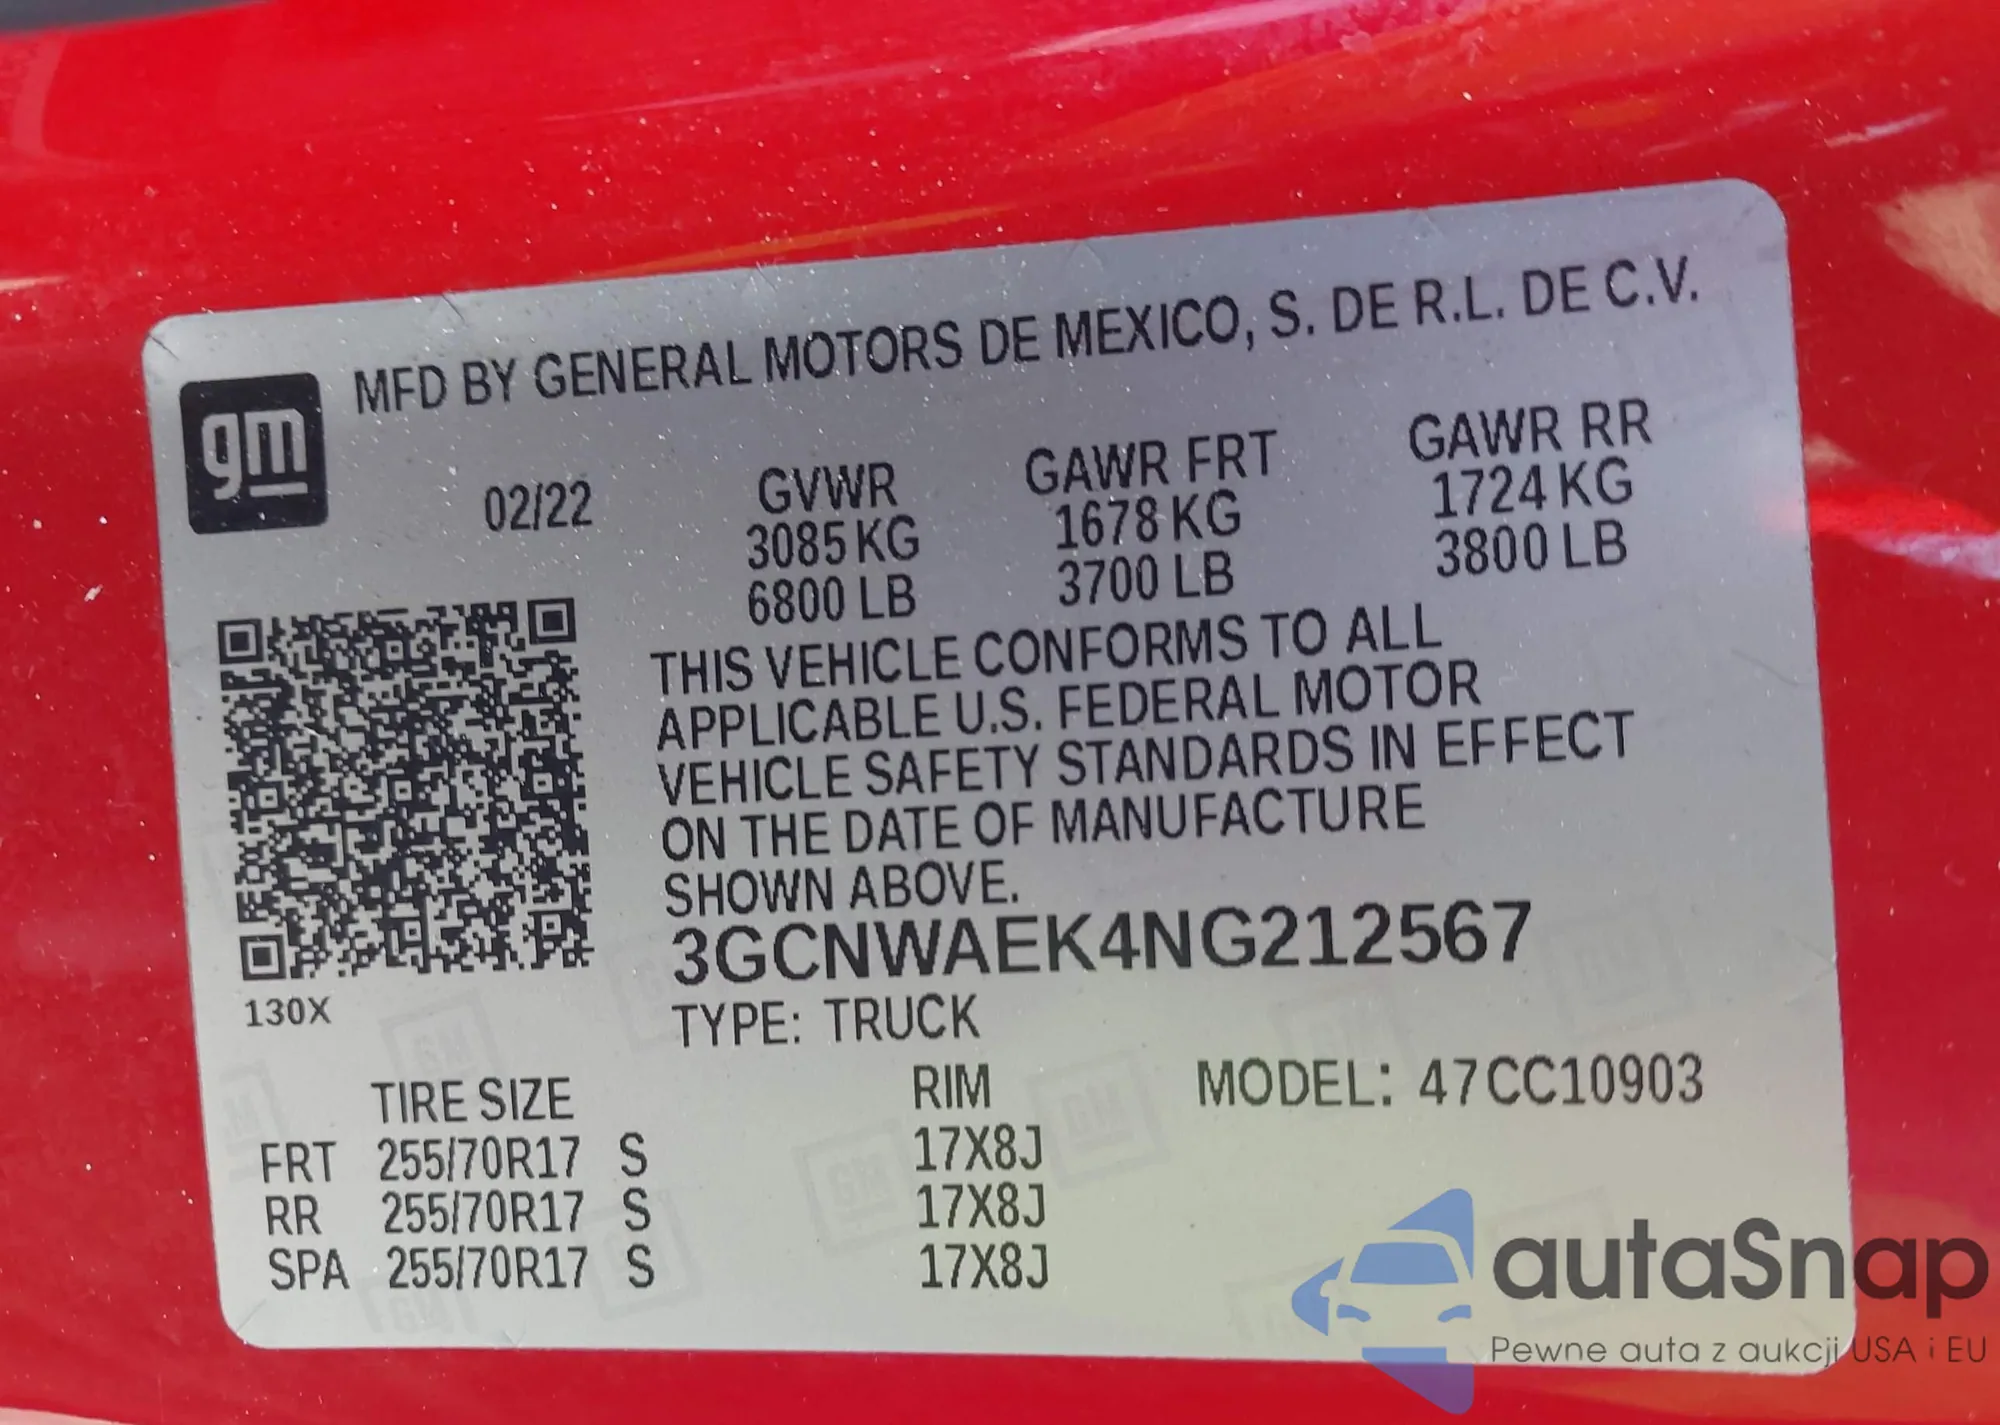 MFD BY GENERAL MOTORS DE MEXICO, S. DE R.L. DE C.V.
gm
02/22
GVWR
3085 KG
6800 LB
GAWR FRT
1678 KG
3700 LB
GAWR RR
1724 KG
3800 LB
THIS VEHICLE CONFORMS TO ALL
APPLICABLE U.S. FEDERAL MOTOR
VEHICLE SAFETY STANDARDS IN EFFECT
ON THE DATE OF MANUFACTURE
SHOWN ABOVE.
3GCNWAEK4NG212567
130X
TYPE: TRUCK
TIRE SIZE RIM MODEL: 47CC10903
FRT 255/70R17 S 17X8J
RR 255/70R17 S 17X8J
SPA 255/70R17 S 17X8J
autaSnap
Pewne auta z aukcji USA i EU